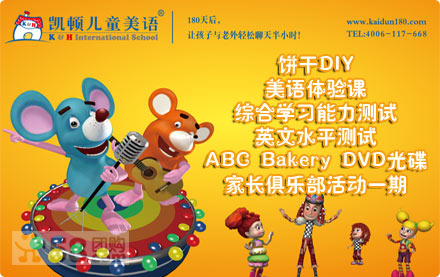 凯顿儿童美语®
K & H International School
K & H
180天后,
让孩子与老外轻松聊天半小时!
www.kaidun180.com
TEL:4006-117-668
饼干DIY
美语体验课
综合学习能力测试
英文水平测试
ABC Bakery DVD光碟
家长俱乐部活动一期
团购